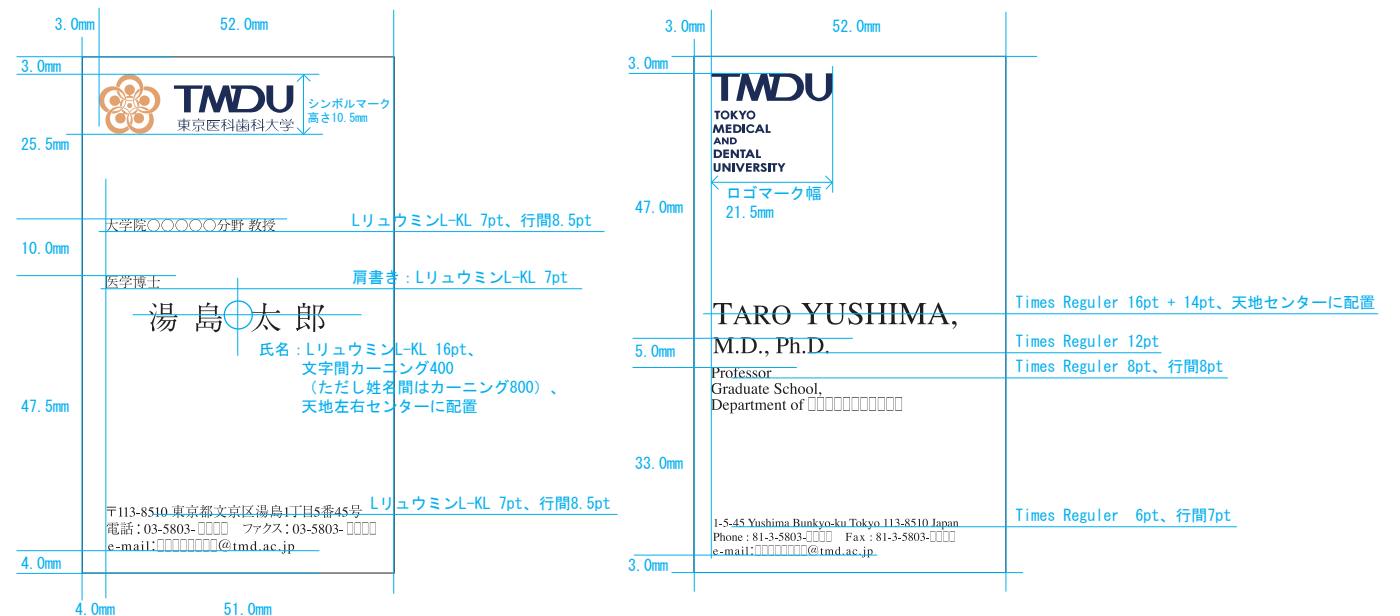 3.0mm
52.0mm
3.0mm
TMDU
東京医科歯科大学
シンボルマーク
高さ10.5mm
25.5mm
大学院○○○○○分野 教授
LリュウミンL-KL 7pt、行間8.5pt
10.0mm
医学博士
肩書き：LリュウミンL-KL 7pt
湯島 太郎
氏名：LリュウミンL-KL 16pt、
文字間カーニング400
（ただし姓名間はカーニング800）、
天地左右センターに配置
47.5mm
LリュウミンL-KL 7pt、行間8.5pt
〒113-8510 東京都文京区湯島1丁目5番45号
電話：03-5803-□□□□ ファクス：03-5803-□□□□
e-mail：□□□□□□□□@tmd.ac.jp
4.0mm
4.0mm
51.0mm
3.0mm
52.0mm
3.0mm
TMDU
TOKYO
MEDICAL
AND
DENTAL
UNIVERSITY
ロゴマーク幅
21.5mm
47.0mm
TARO YUSHIMA,
Times Reguler 16pt + 14pt、天地センターに配置
M.D., Ph.D.
Times Reguler 12pt
5.0mm
Times Reguler 8pt、行間8pt
Professor
Graduate School,
Department of □□□□□□□□□□□
33.0mm
1-5-45 Yushima Bunkyo-ku Tokyo 113-8510 Japan
Times Reguler 6pt、行間7pt
Phone : 81-3-5803-□□□□ Fax : 81-3-5803-□□□□
e-mail:□□□□□□□□@tmd.ac.jp
3.0mm